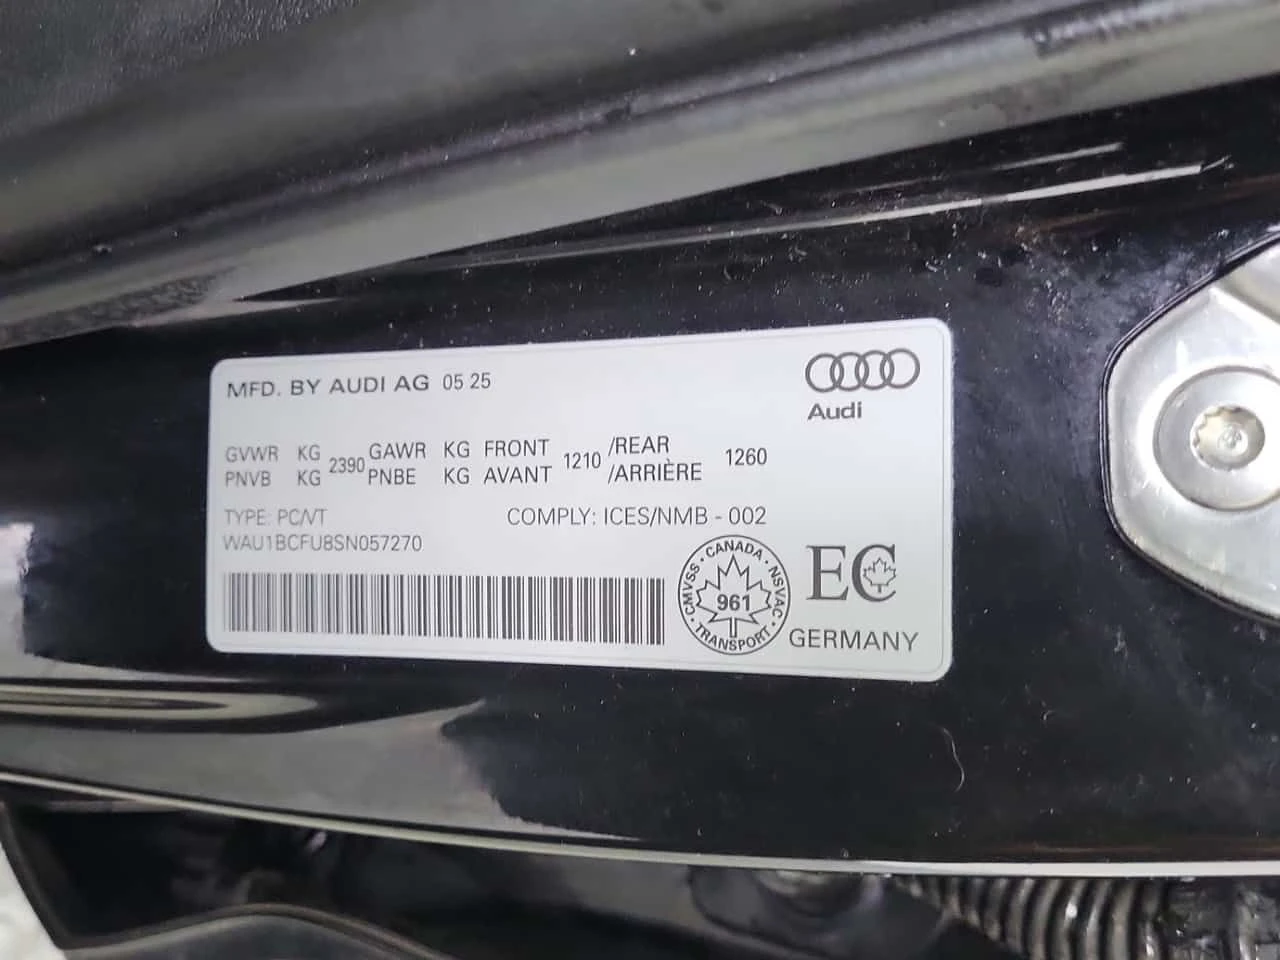 MFD. BY AUDI AG 05 25
Audi
GVWR KG 2390 GAWR KG FRONT 1210 /REAR 1260
PNVB KG PNBE KG AVANT /ARRIÈRE
TYPE: PC/VT COMPLY: ICES/NMB - 002
WAU1BCFU8SN057270
CANADA · NSVAC · TRANSPORT · CMVSS
961
EC
GERMANY